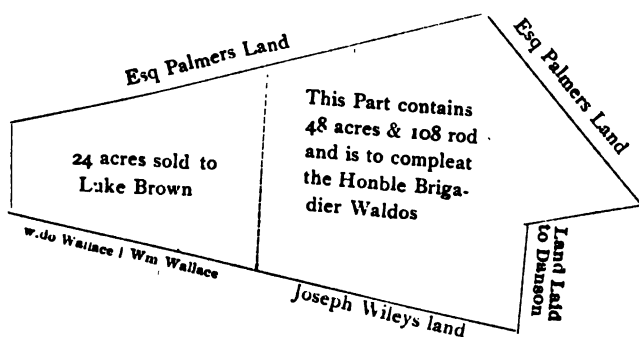 Esq Palmers Land
Esq Palmers Land
This Part contains
48 acres & 108 rod
and is to compleat
the Honble Briga-
dier Waldos
24 acres sold to
Luke Brown
w.do Wallace | Wm Wallace
Joseph Wileys land
Land Laid
to Danson